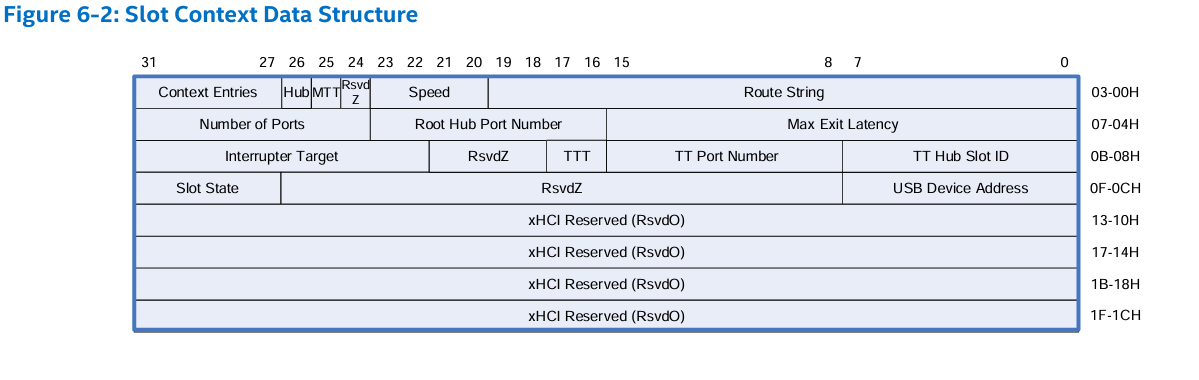 Figure 6-2: Slot Context Data Structure
31 27 26 25 24 23 22 21 20 19 18 17 16 15 8 7 0
Context Entries Hub MTT Rsvd Speed Route String 03-00H
Z
Number of Ports Root Hub Port Number Max Exit Latency 07-04H
Interrupter Target RsvdZ TTT TT Port Number TT Hub Slot ID 0B-08H
Slot State RsvdZ USB Device Address 0F-0CH
xHCI Reserved (RsvdO) 13-10H
xHCI Reserved (RsvdO) 17-14H
xHCI Reserved (RsvdO) 1B-18H
xHCI Reserved (RsvdO) 1F-1CH